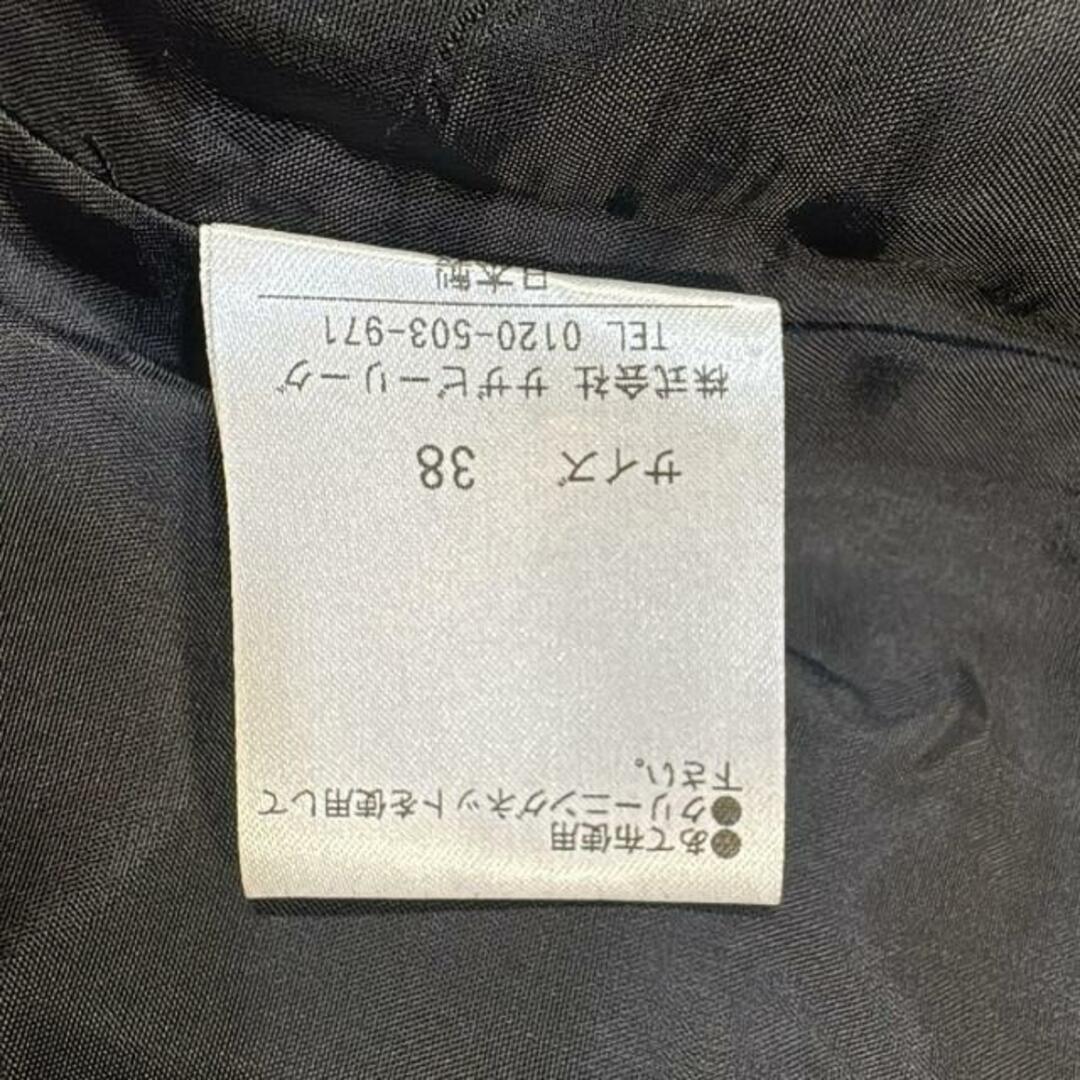 ●あて布使用
●クリーニングネットを使用して
下さい。
サイズ 38
株式会社 サザビーリーグ
TEL 0120-503-971
日本製